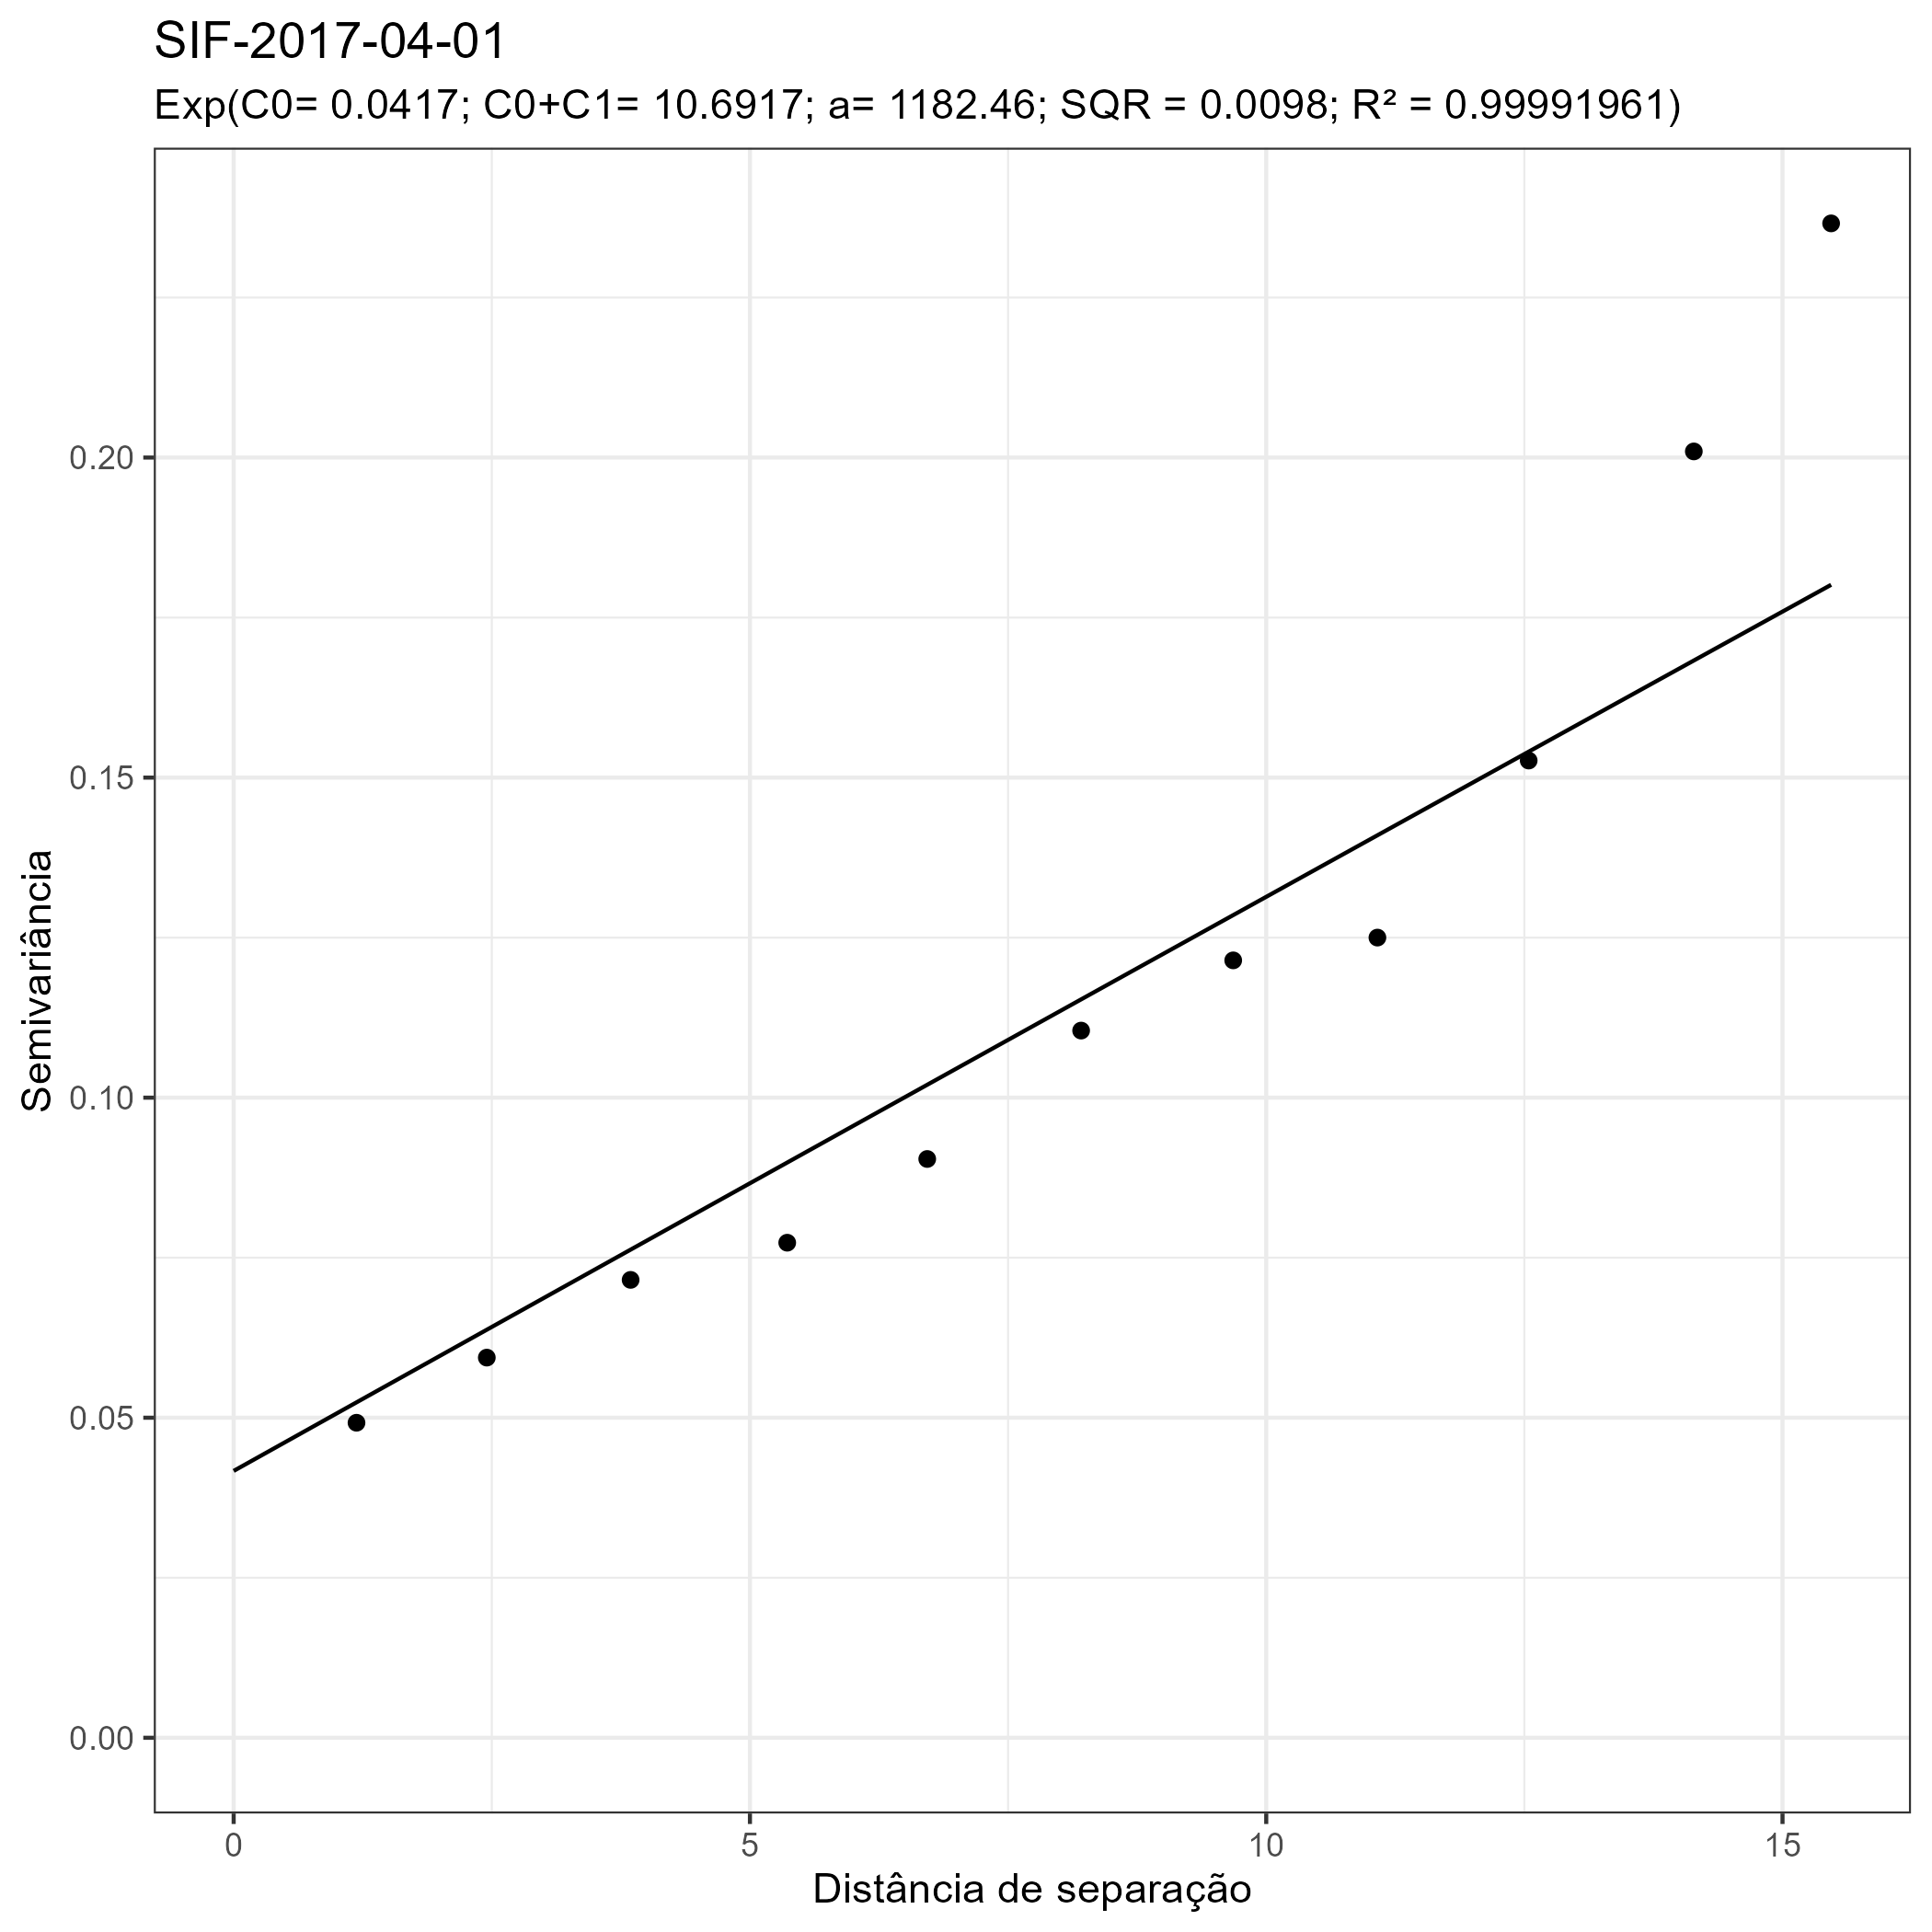 SIF-2017-04-01
Exp(C0= 0.0417; C0+C1= 10.6917; a= 1182.46; SQR = 0.0098; R² = 0.99991961)
Semivariância
0.20
0.15
0.10
0.05
0.00
0
5
10
15
Distância de separação